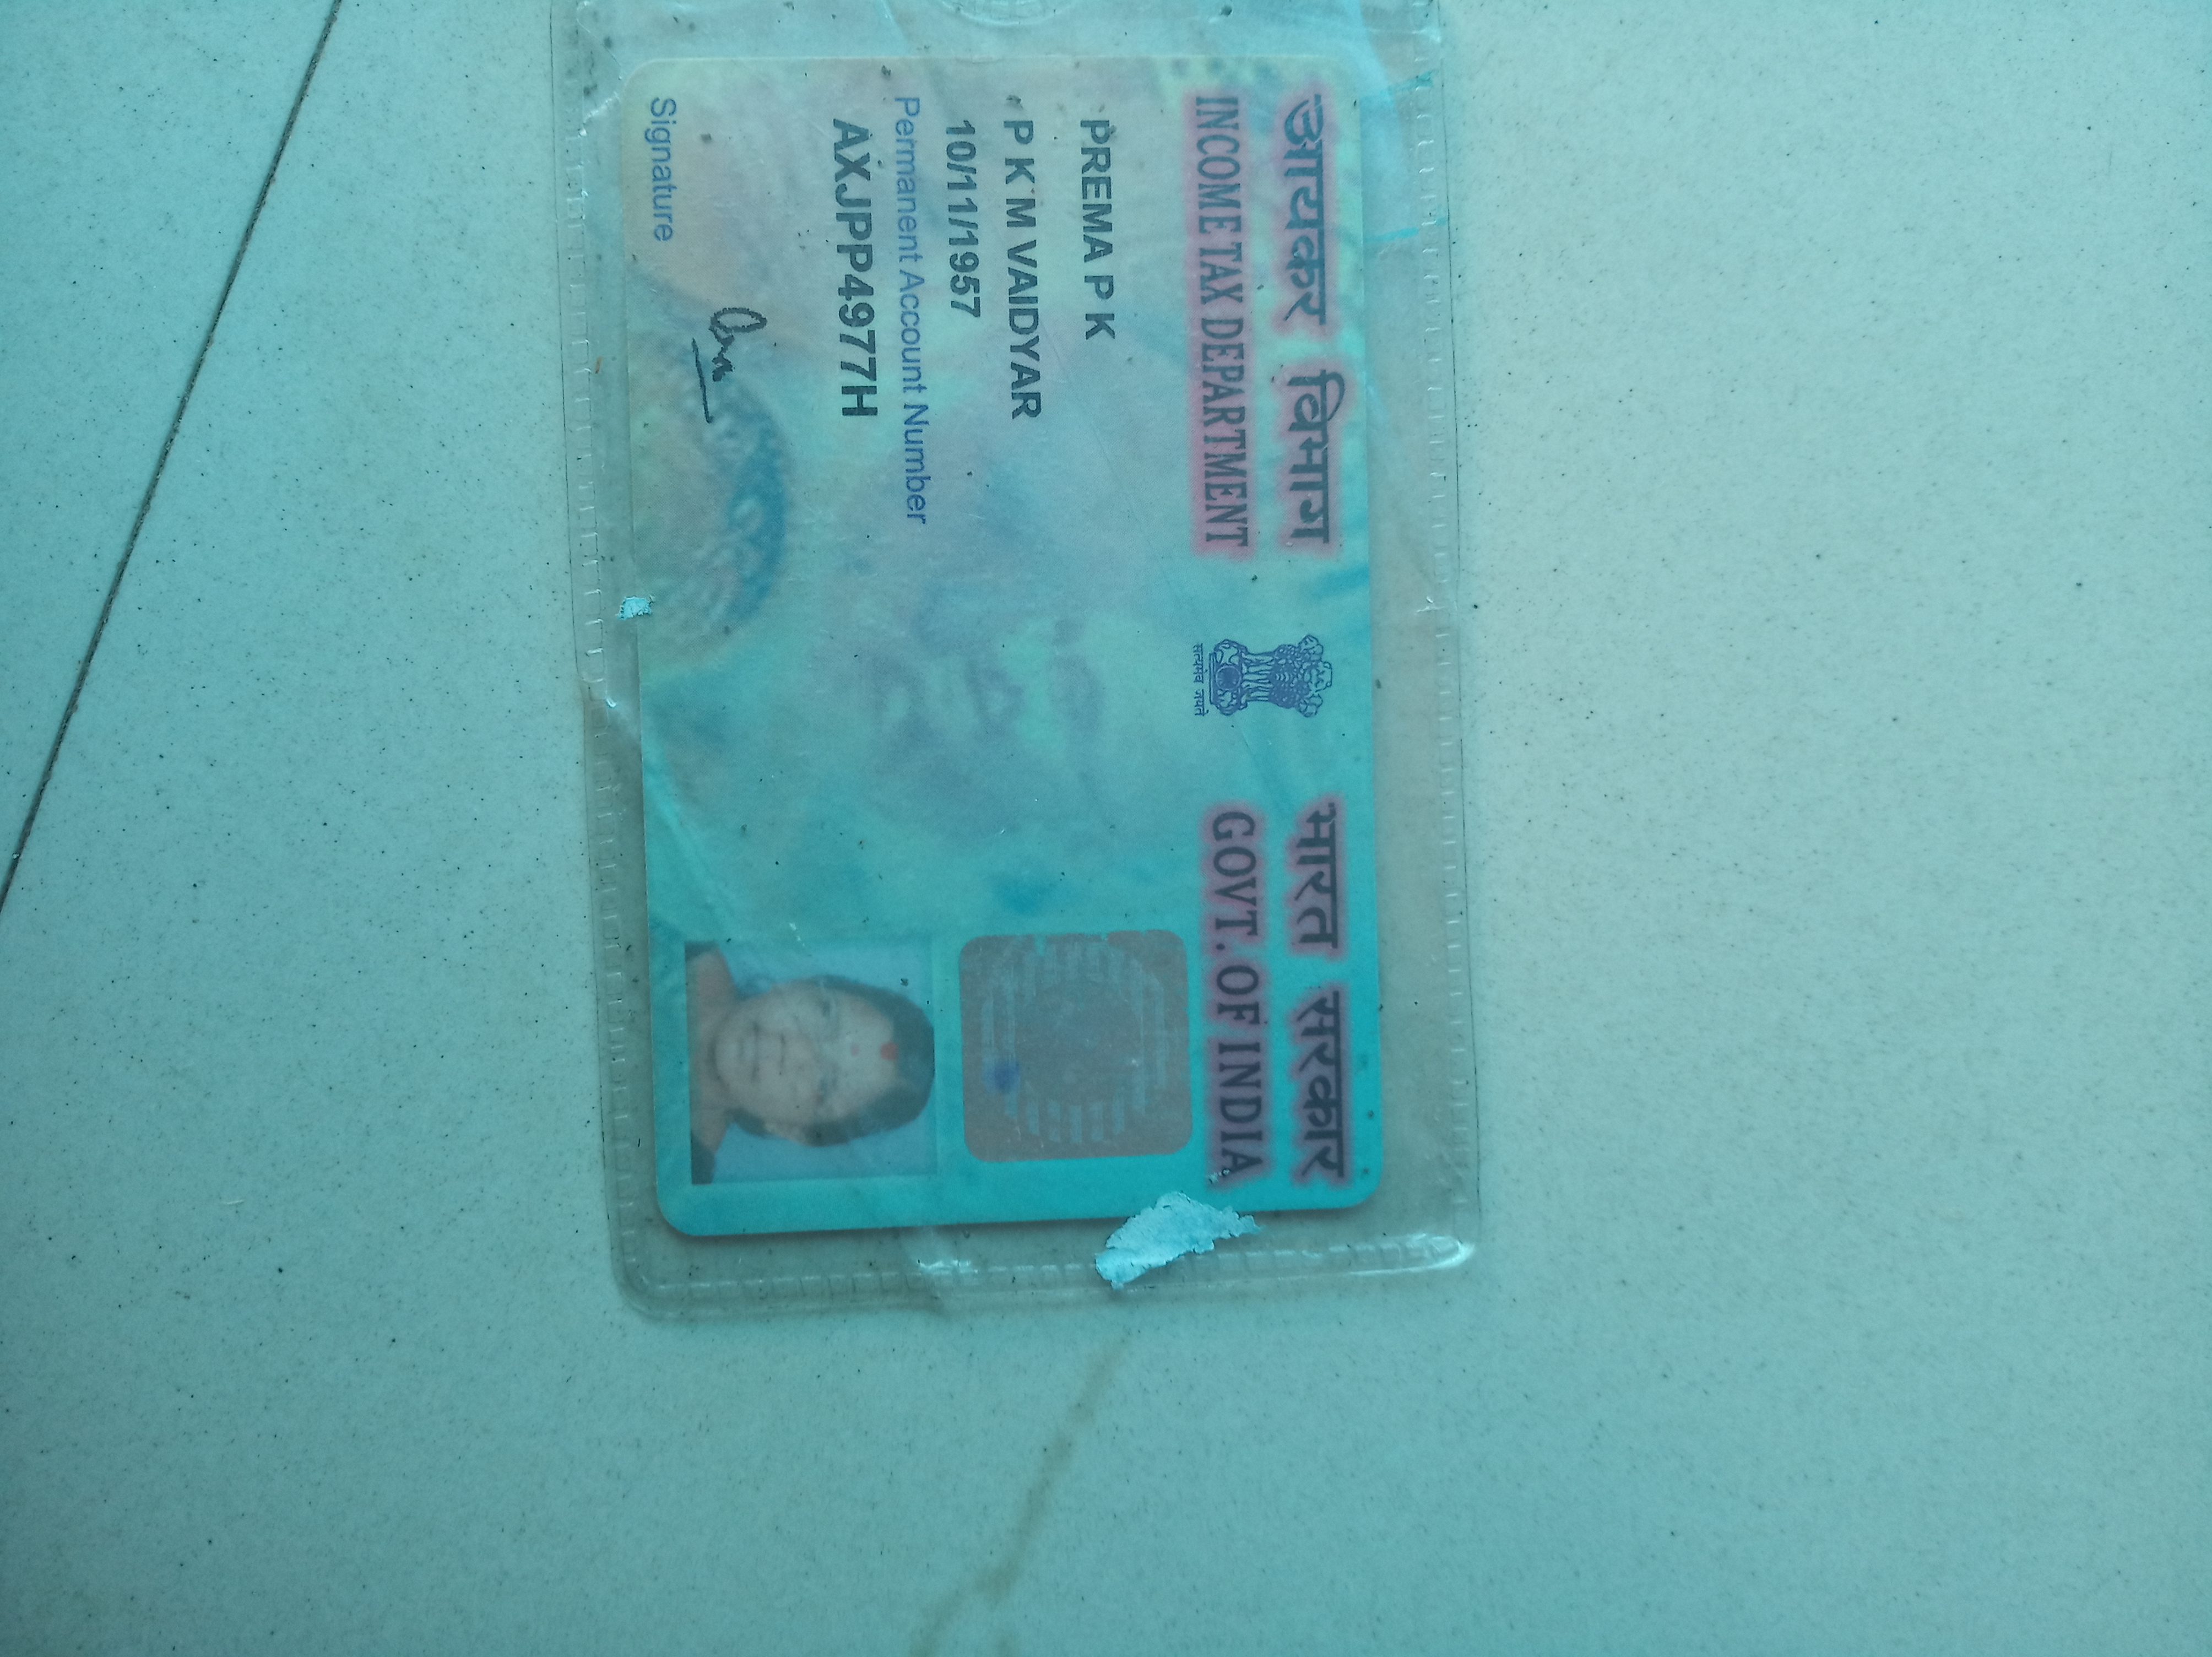 आयकर विभाग
INCOME TAX DEPARTMENT
सत्यमेव जयते
भारत सरकार
GOVT. OF INDIA
PREMA P K
P K M VAIDYAR
10/11/1957
Permanent Account Number
AXJPP4977H
Signature